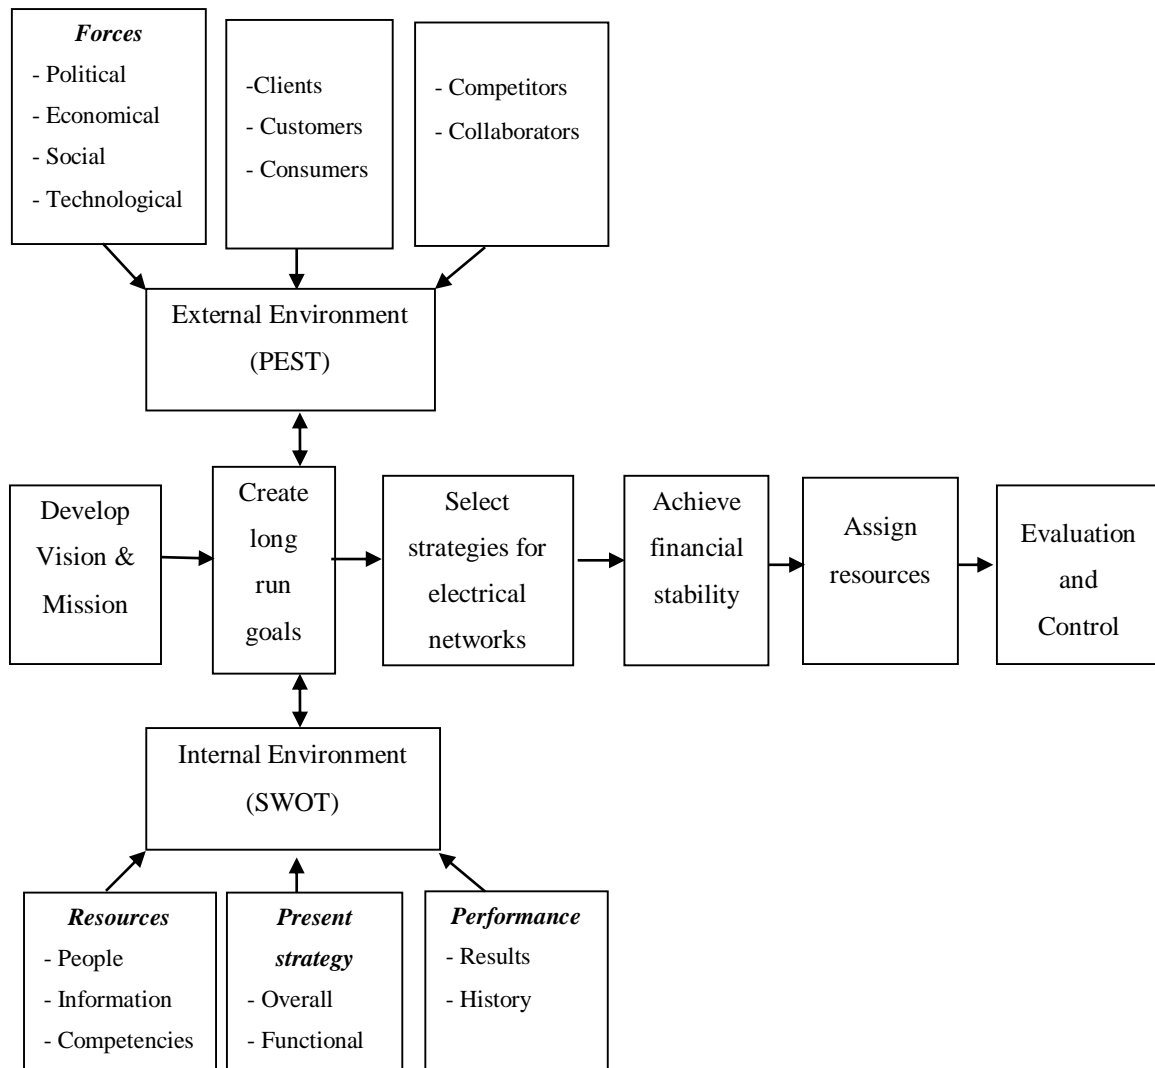 Forces
- Political
- Economical
- Social
- Technological
-Clients
- Customers
- Consumers
- Competitors
- Collaborators
External Environment
(PEST)
Develop
Vision &
Mission
Create
long
run
goals
Select
strategies for
electrical
networks
Achieve
financial
stability
Assign
resources
Evaluation
and
Control
Internal Environment
(SWOT)
Resources
- People
- Information
- Competencies
Present
strategy
- Overall
- Functional
Performance
- Results
- History